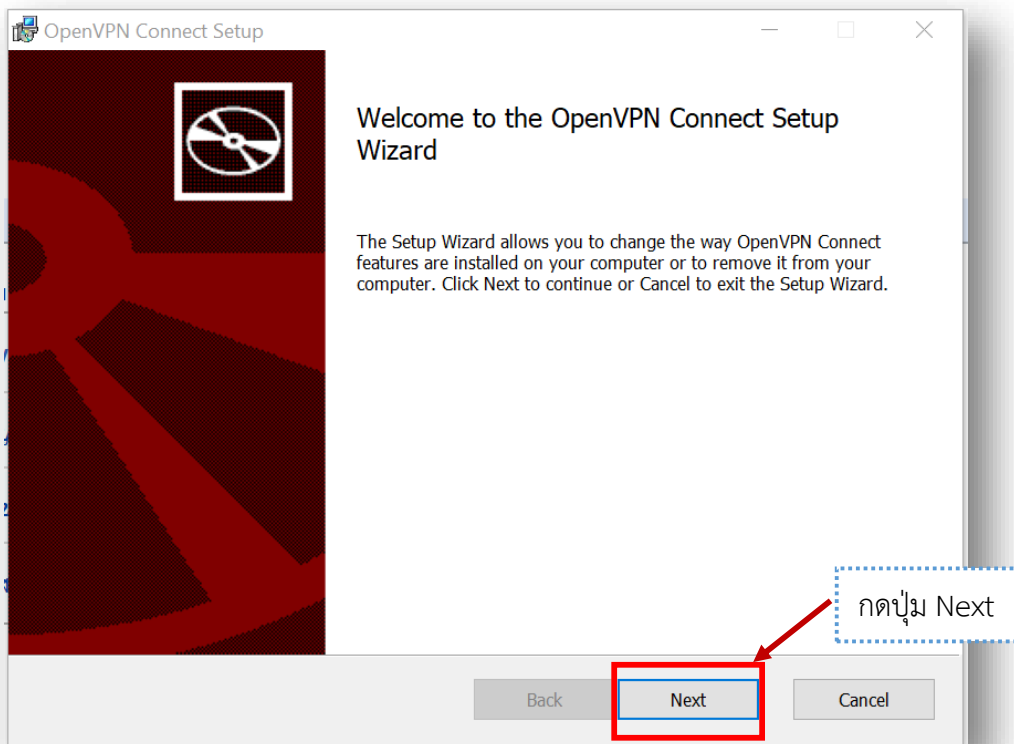 OpenVPN Connect Setup
Welcome to the OpenVPN Connect Setup
Wizard
The Setup Wizard allows you to change the way OpenVPN Connect
features are installed on your computer or to remove it from your
computer. Click Next to continue or Cancel to exit the Setup Wizard.
กดปุ่ม Next
Back
Next
Cancel